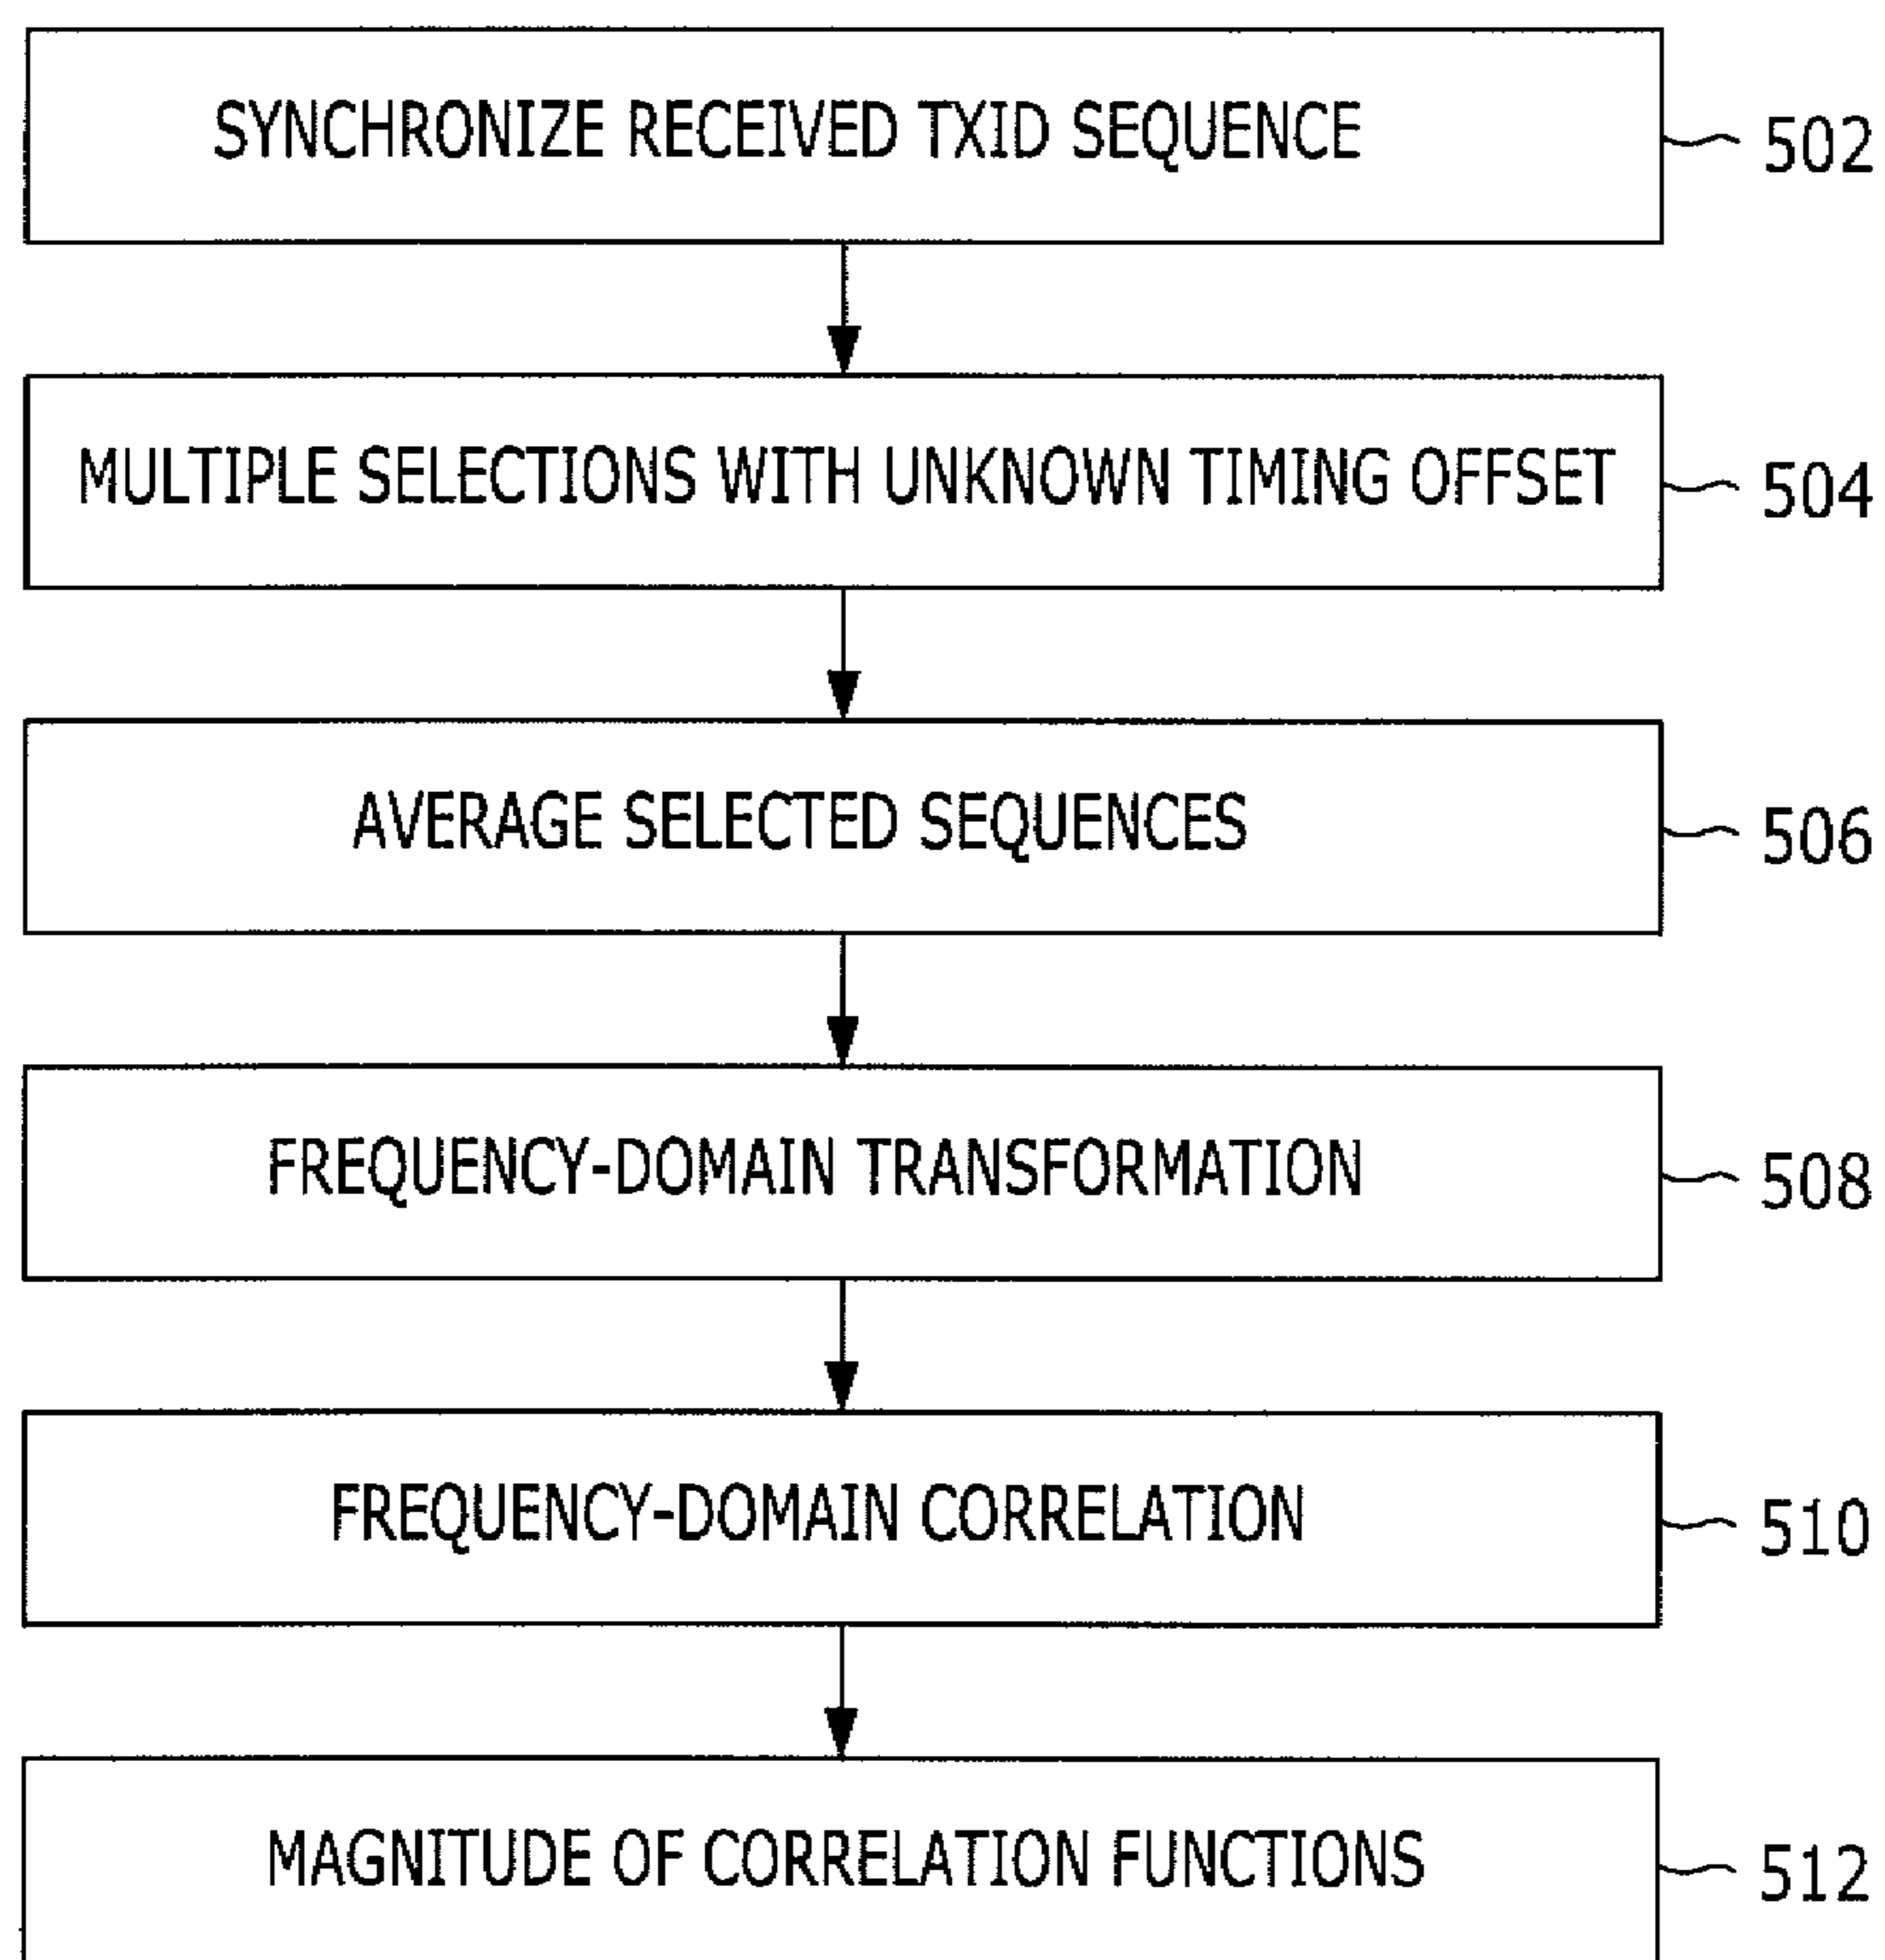 SYNCHRONIZE RECEIVED TXID SEQUENCE 502
MULTIPLE SELECTIONS WITH UNKNOWN TIMING OFFSET 504
AVERAGE SELECTED SEQUENCES 506
FREQUENCY-DOMAIN TRANSFORMATION 508
FREQUENCY-DOMAIN CORRELATION 510
MAGNITUDE OF CORRELATION FUNCTIONS 512